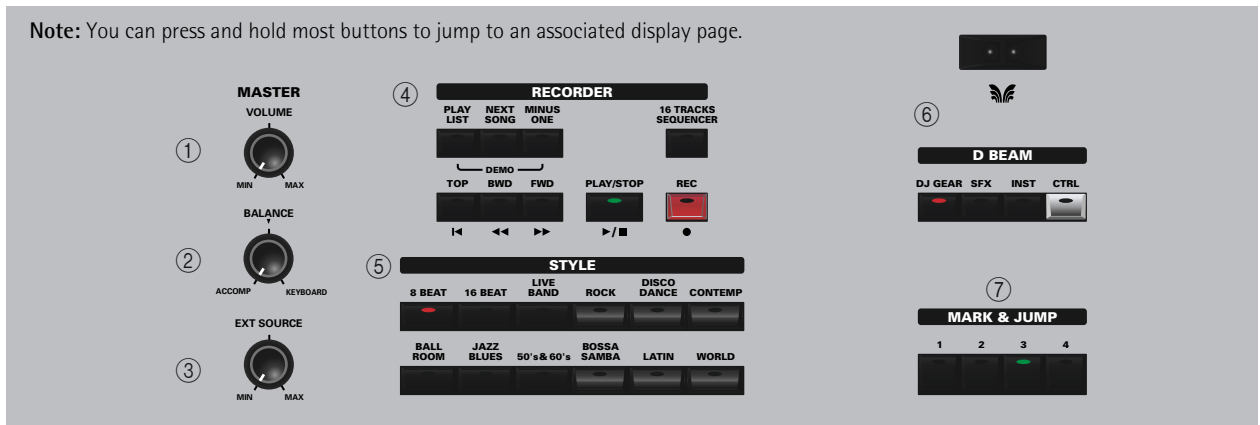 Note: You can press and hold most buttons to jump to an associated display page.
MASTER
VOLUME
1
MIN MAX
BALANCE
2
ACCOMP KEYBOARD
EXT SOURCE
3
MIN MAX
4
RECORDER
PLAY LIST
NEXT SONG
MINUS ONE
16 TRACKS SEQUENCER
DEMO
TOP BWD FWD PLAY/STOP REC
5
STYLE
8 BEAT
16 BEAT
LIVE BAND
ROCK
DISCO DANCE
CONTEMP
BALL ROOM
JAZZ BLUES
50's&60's
BOSSA SAMBA
LATIN
WORLD
6
D BEAM
DJ GEAR SFX INST CTRL
7
MARK & JUMP
1 2 3 4